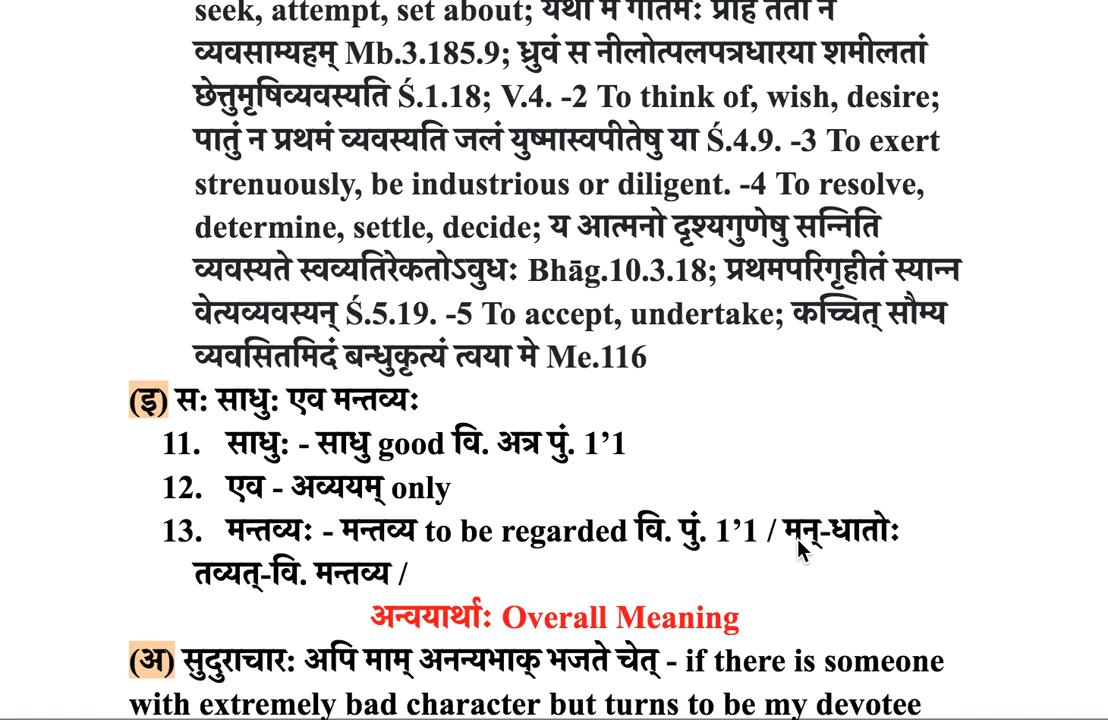 seek, attempt, set about; यथा मे गौतमः प्राह ततो न
व्यवसाम्यहम् Mb.3.185.9; ध्रुवं स नीलोत्पलपत्रधारया शमीलतां
छेत्तुमृषिव्यवस्यति Ś.1.18; V.4. -2 To think of, wish, desire;
पातुं न प्रथमं व्यवस्यति जलं युष्मास्वपीतेषु या Ś.4.9. -3 To exert
strenuously, be industrious or diligent. -4 To resolve,
determine, settle, decide; य आत्मनो दृश्यगुणेषु सन्निति
व्यवस्यते स्वव्यतिरेकतोऽवुधः Bhāg.10.3.18; प्रथमपरिगृहीतं स्यान्न
वेत्यव्यवस्यन् Ś.5.19. -5 To accept, undertake; कच्चित् सौम्य
व्यवसितमिदं बन्धुकृत्यं त्वया मे Me.116
(इ) स: साधु: एव मन्तव्यः
11. साधु: - साधु good वि. अत्र पुं. 1’1
12. एव - अव्ययम् only
13. मन्तव्यः - मन्तव्य to be regarded वि. पुं. 1’1 / मन्-धातोः
तव्यत्-वि. मन्तव्य /
अन्वयार्थाः Overall Meaning
(अ) सुदुराचार: अपि माम् अनन्यभाक् भजते चेत् - if there is someone
with extremely bad character but turns to be my devotee